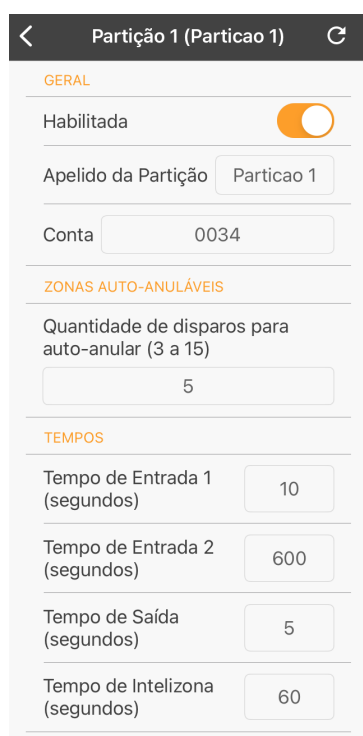 Partição 1 (Particao 1)
GERAL
Habilitada
Apelido da Partição Particao 1
Conta 0034
ZONAS AUTO-ANULÁVEIS
Quantidade de disparos para
auto-anular (3 a 15)
5
TEMPOS
Tempo de Entrada 1
(segundos)
10
Tempo de Entrada 2
(segundos)
600
Tempo de Saída
(segundos)
5
Tempo de Intelizona
(segundos)
60